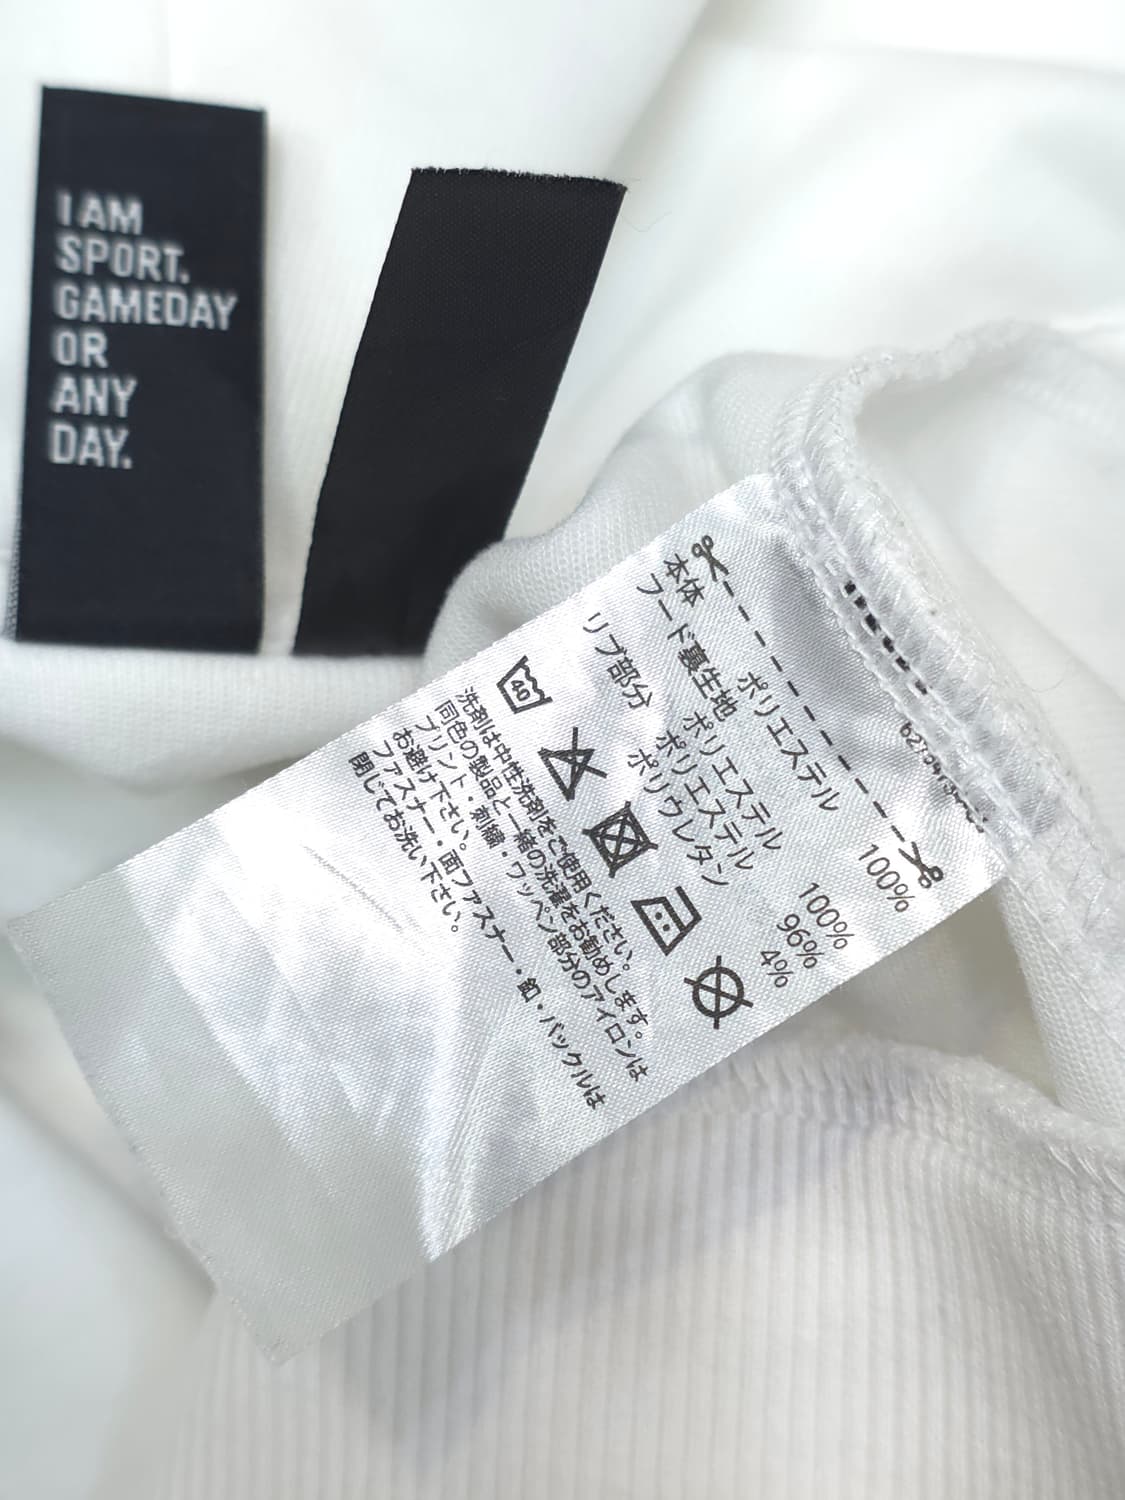 I AM
SPORT.
GAMEDAY
OR
ANY
DAY.
本体 ポリエステル 100%
フード裏生地 ポリエステル 100%
リブ部分 ポリエステル 96%
ポリウレタン 4%
40
洗剤は中性洗剤をご使用ください。
同色の製品と一緒の洗濯をお勧めします。
プリント・刺繍・ワッペン部分のアイロンは
お避け下さい。
ファスナー・面ファスナー・釦・バックルは
閉じてお洗い下さい。